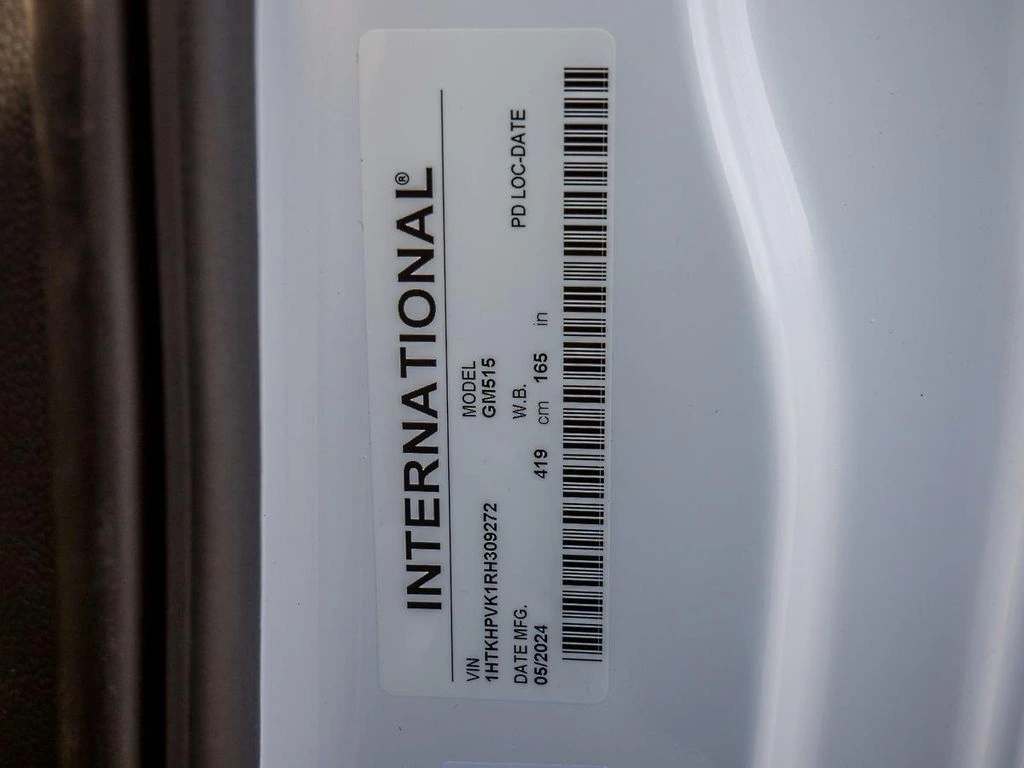 INTERNATIONAL®
VIN
1HTKHPVK1RH309272
MODEL
GM515
DATE MFG.
05/2024
W.B.
419 cm 165 in
PD LOC-DATE